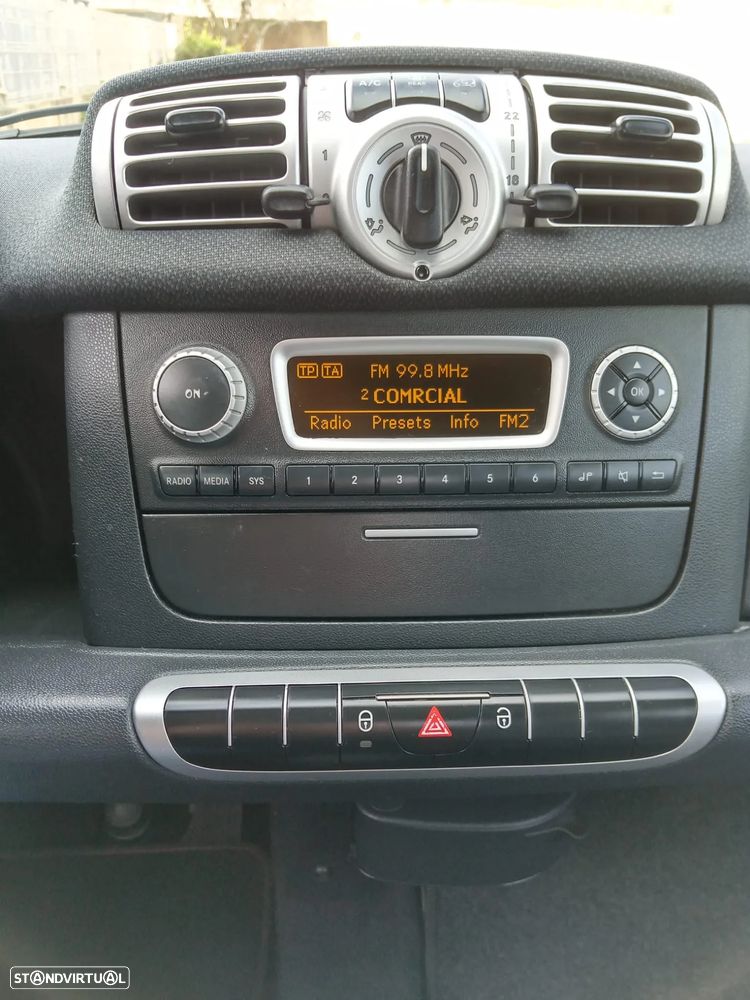 A/C
REAR
1
22
18
ON
TP TA
FM 99.8 MHz
2 COMRCIAL
Radio Presets Info FM2
OK
RADIO MEDIA SYS
1 2 3 4 5 6
STANDVIRTUAL